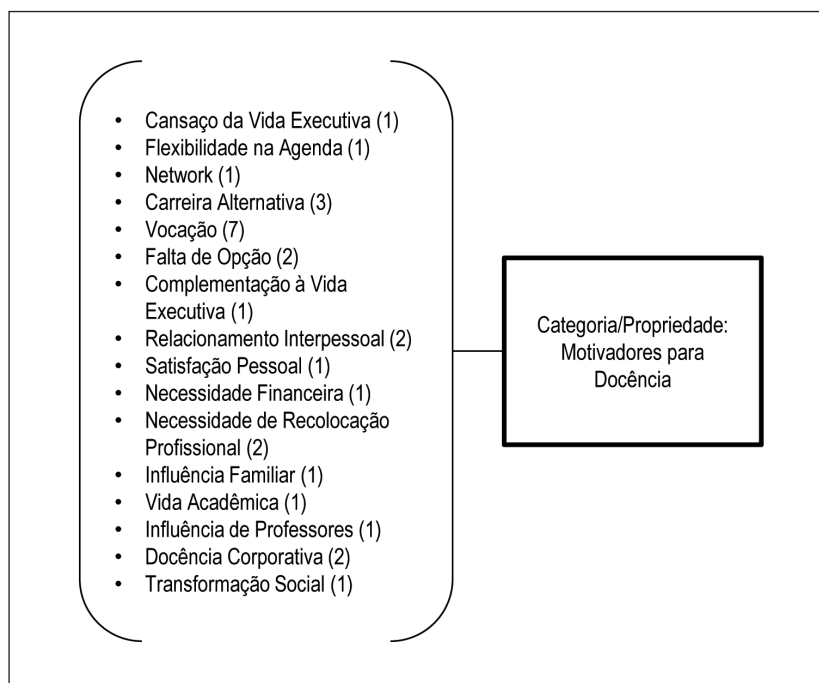 • Cansaço da Vida Executiva (1)
• Flexibilidade na Agenda (1)
• Network (1)
• Carreira Alternativa (3)
• Vocação (7)
• Falta de Opção (2)
• Complementação à Vida
Executiva (1)
• Relacionamento Interpessoal (2)
• Satisfação Pessoal (1)
• Necessidade Financeira (1)
• Necessidade de Recolocação
Profissional (2)
• Influência Familiar (1)
• Vida Acadêmica (1)
• Influência de Professores (1)
• Docência Corporativa (2)
• Transformação Social (1)
Categoria/Propriedade:
Motivadores para
Docência